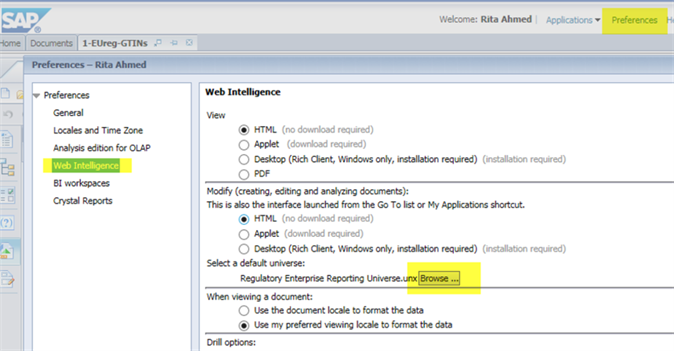 SAP Welcome: Rita Ahmed Applications Preferences
Home Documents 1-EUreg-GTINs
Preferences – Rita Ahmed
Preferences
General
Locales and Time Zone
Analysis edition for OLAP
Web Intelligence
BI workspaces
Crystal Reports
Web Intelligence
View
HTML (no download required)
Applet (download required)
Desktop (Rich Client, Windows only, installation required) (installation required)
PDF
Modify (creating, editing and analyzing documents):
This is also the interface launched from the Go To list or My Applications shortcut.
HTML (no download required)
Applet (download required)
Desktop (Rich Client, Windows only, installation required) (installation required)
Select a default universe:
Regulatory Enterprise Reporting Universe.unx Browse ...
When viewing a document:
Use the document locale to format the data
Use my preferred viewing locale to format the data
Drill options: